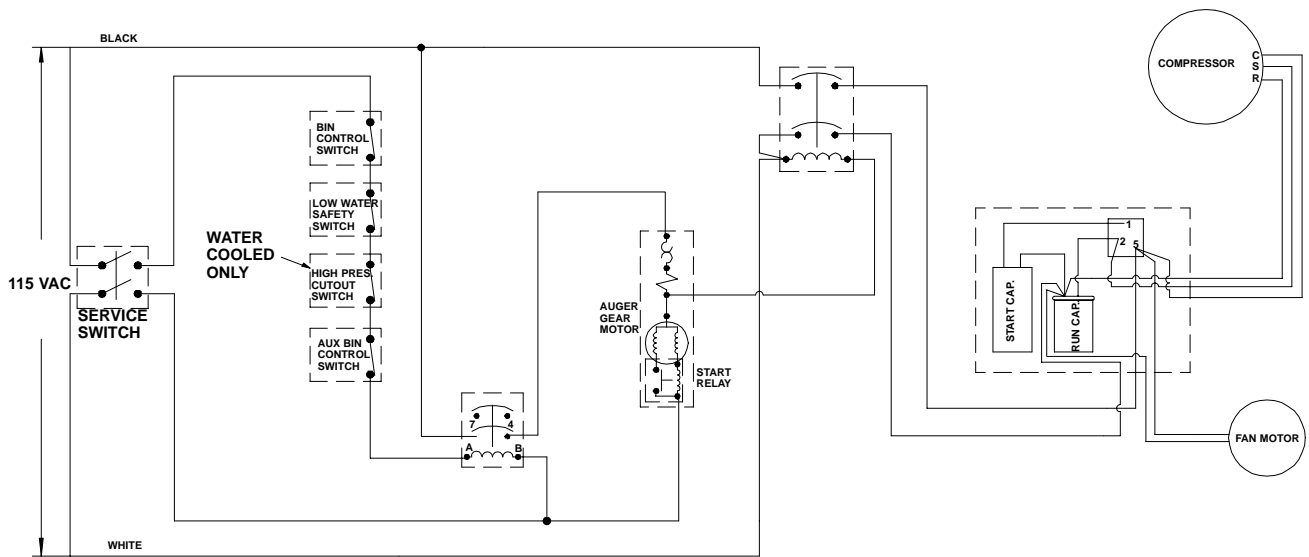 BLACK
COMPRESSOR
C
S
R
BIN
CONTROL
SWITCH
LOW WATER
SAFETY
SWITCH
WATER
COOLED
ONLY
HIGH PRES.
CUTOUT
SWITCH
115 VAC
SERVICE
SWITCH
AUX BIN
CONTROL
SWITCH
AUGER
GEAR
MOTOR
START
RELAY
1
2
5
START CAP.
RUN CAP.
7
4
A
B
FAN MOTOR
WHITE